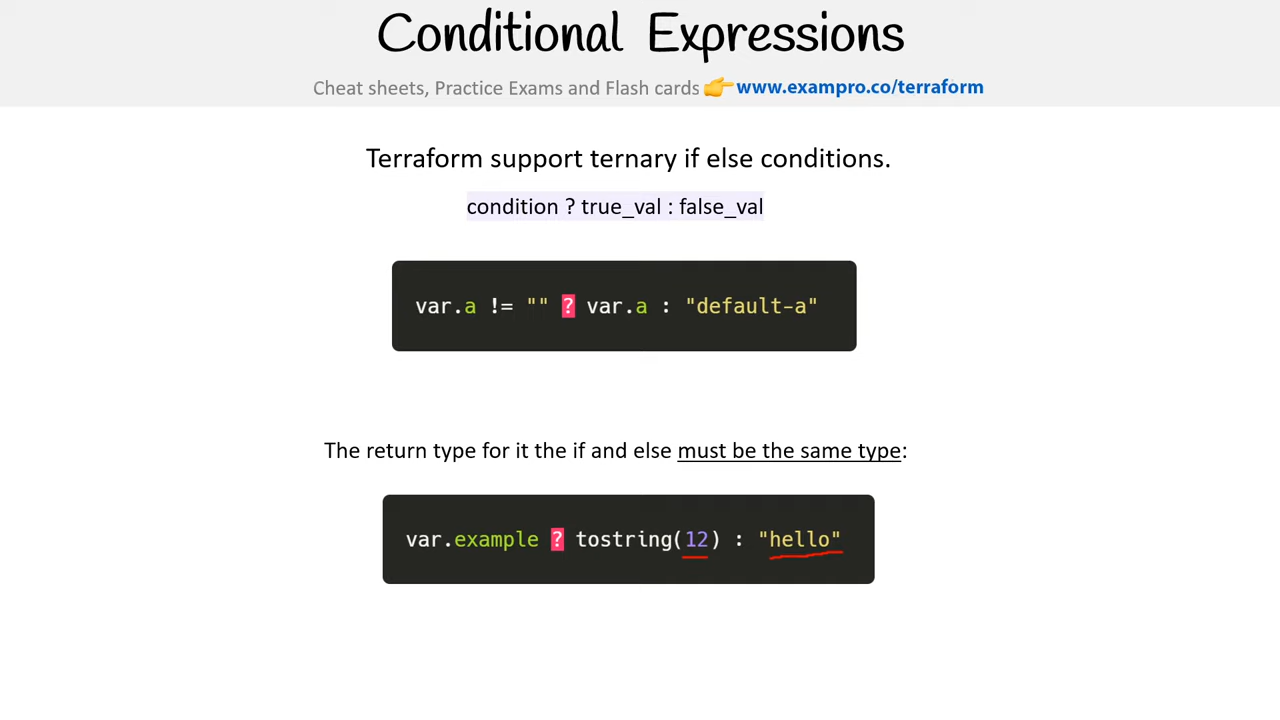 Conditional Expressions
Cheat sheets, Practice Exams and Flash cards 👉 www.exampro.co/terraform
Terraform support ternary if else conditions.
condition ? true_val : false_val
var.a != "" ? var.a : "default-a"
The return type for it the if and else must be the same type:
var.example ? tostring(12) : "hello"